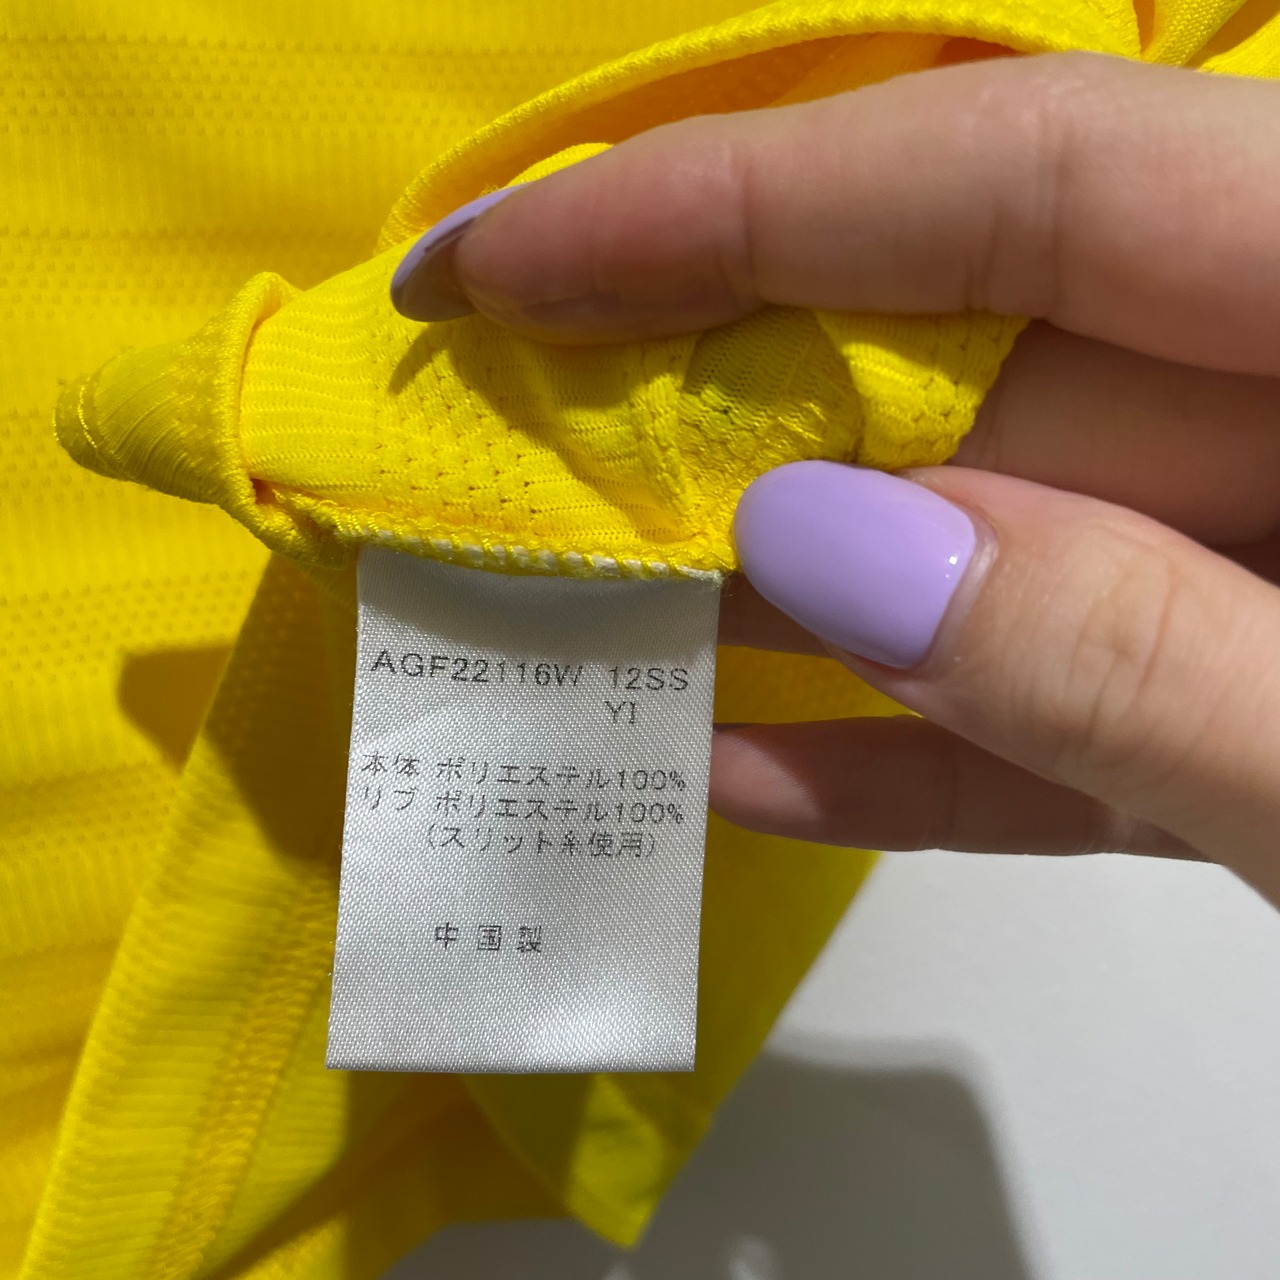 AGF22116W 12SS
YI
本体 ポリエステル100%
リブ ポリエステル100%
(スリット糸使用)
中国製